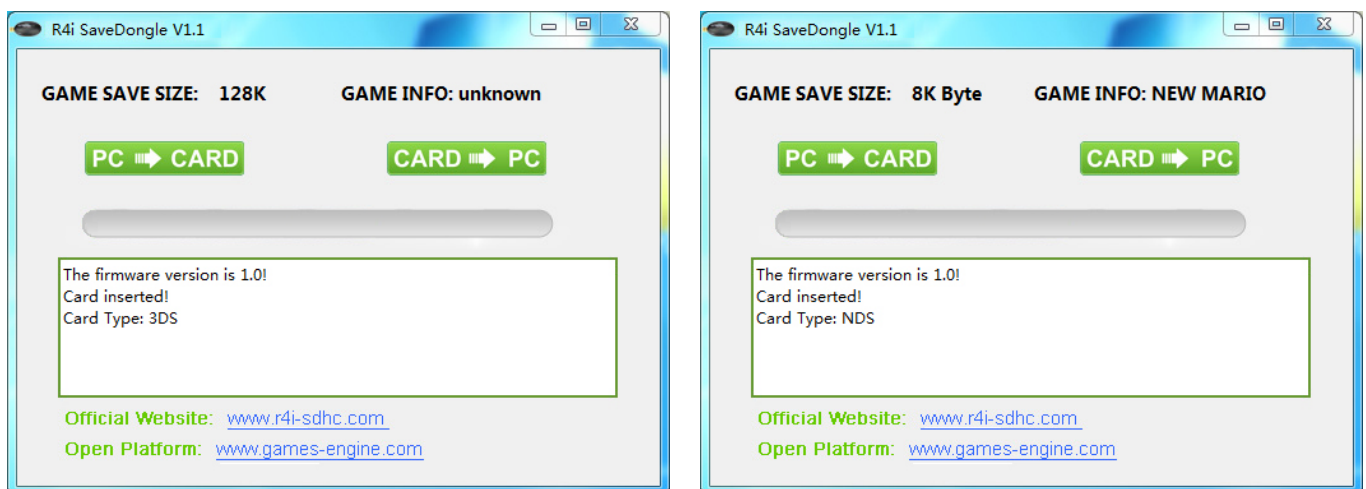 R4i SaveDongle V1.1
GAME SAVE SIZE: 128K GAME INFO: unknown
PC CARD CARD PC
The firmware version is 1.0!
Card inserted!
Card Type: 3DS
Official Website: www.r4i-sdhc.com
Open Platform: www.games-engine.com
R4i SaveDongle V1.1
GAME SAVE SIZE: 8K Byte GAME INFO: NEW MARIO
PC CARD CARD PC
The firmware version is 1.0!
Card inserted!
Card Type: NDS
Official Website: www.r4i-sdhc.com
Open Platform: www.games-engine.com